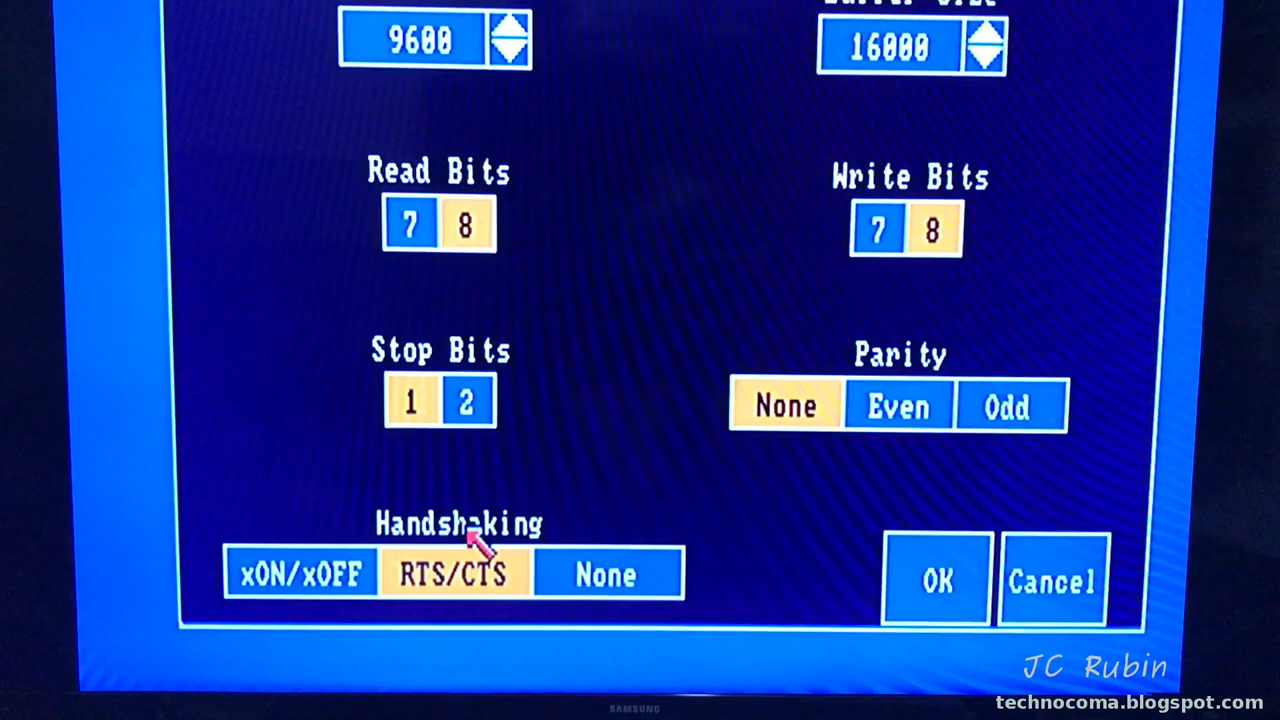 9600 16000
Read Bits Write Bits
7 8 7 8
Stop Bits Parity
1 2 None Even Odd
Handshaking
xON/xOFF RTS/CTS None OK Cancel
JC Rubin
technocoma.blogspot.com
SAMSUNG